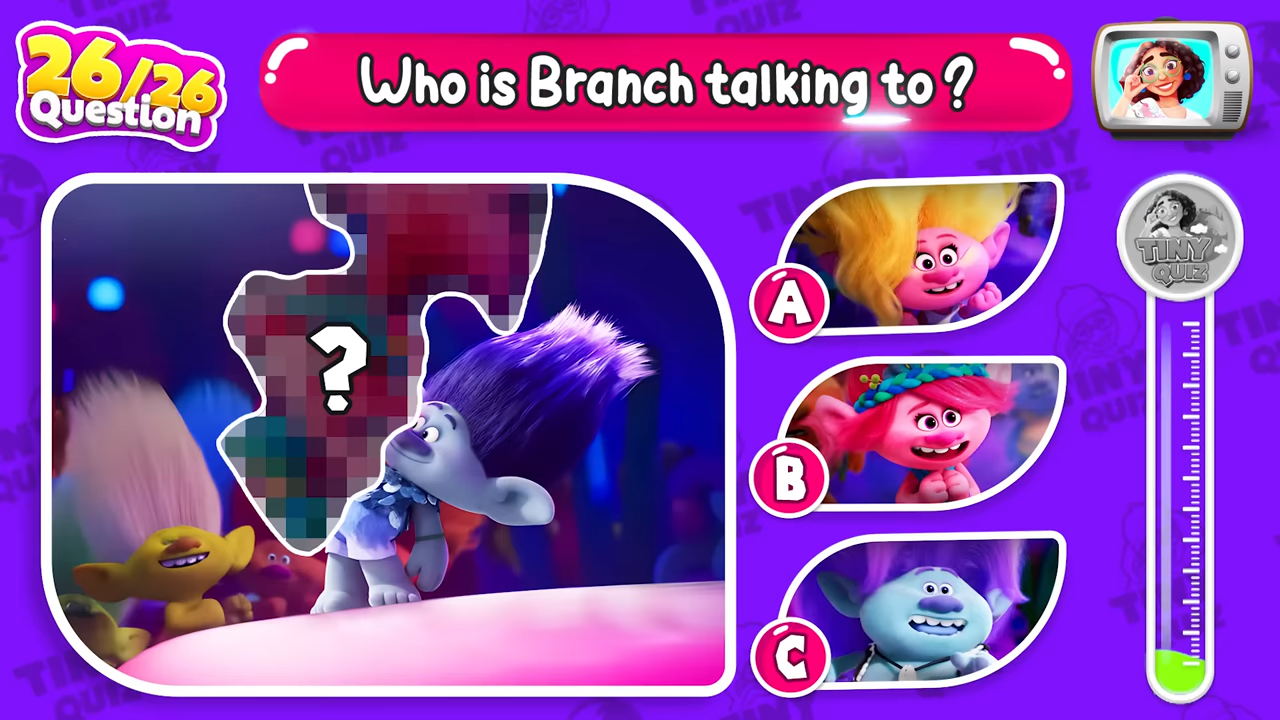 26/26
Question
Who is Branch talking to ?
?
A
B
C
TINY
QUIZ